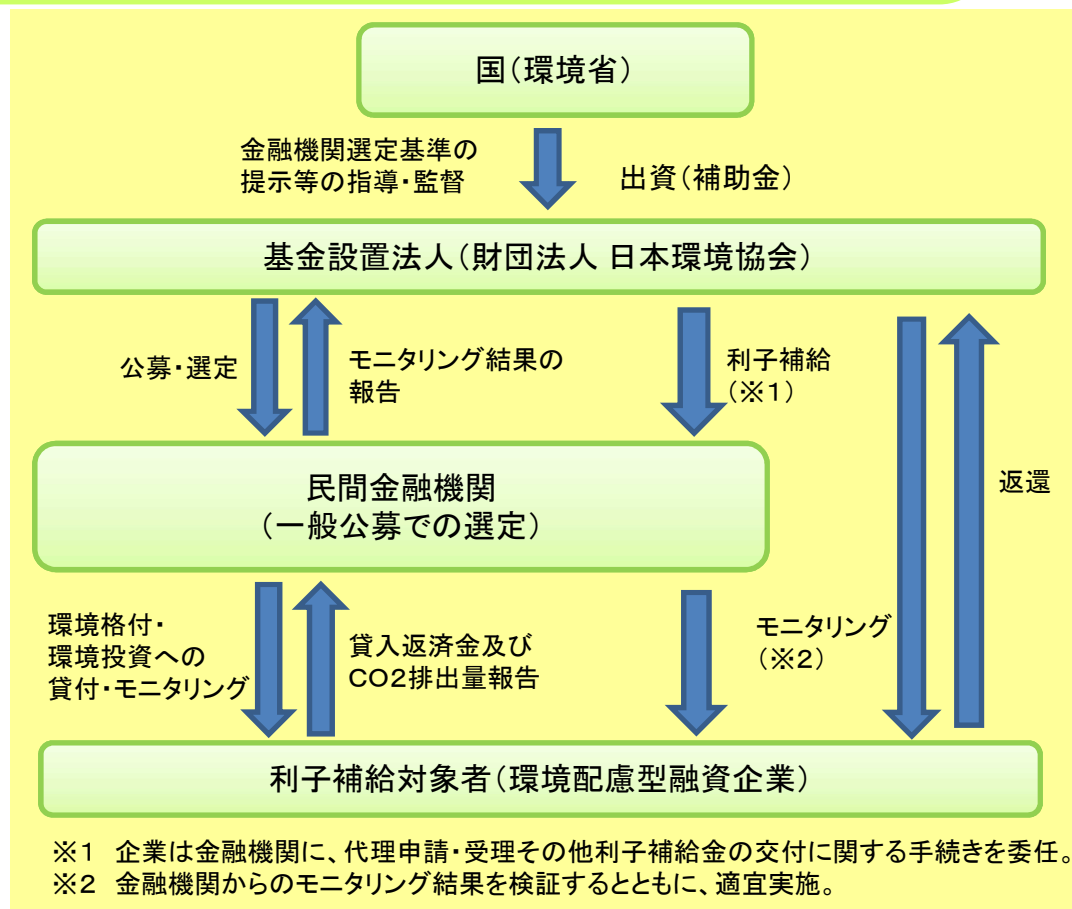 国(環境省)
金融機関選定基準の
提示等の指導・監督
出資(補助金)
基金設置法人(財団法人 日本環境協会)
公募・選定
モニタリング結果の
報告
利子補給
(※1)
返還
民間金融機関
(一般公募での選定)
環境格付・
環境投資への
貸付・モニタリング
貸入返済金及び
CO2排出量報告
モニタリング
(※2)
利子補給対象者(環境配慮型融資企業)
※1 企業は金融機関に、代理申請・受理その他利子補給金の交付に関する手続きを委任。
※2 金融機関からのモニタリング結果を検証するとともに、適宜実施。